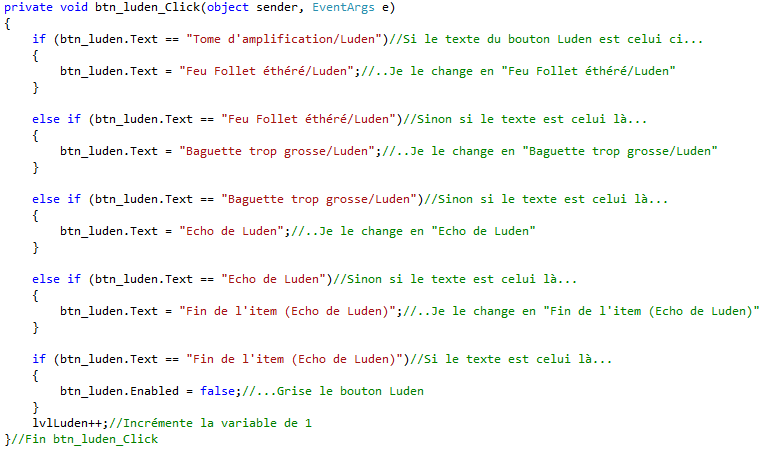 private void btn_luden_Click(object sender, EventArgs e)
{
if (btn_luden.Text == "Tome d'amplification/Luden")//Si le texte du bouton Luden est celui ci...
{
btn_luden.Text = "Feu Follet éthéré/Luden";//..Je le change en "Feu Follet éthéré/Luden"
}
else if (btn_luden.Text == "Feu Follet éthéré/Luden")//Sinon si le texte est celui là...
{
btn_luden.Text = "Baguette trop grosse/Luden";//..Je le change en "Baguette trop grosse/Luden"
}
else if (btn_luden.Text == "Baguette trop grosse/Luden")//Sinon si le texte est celui là...
{
btn_luden.Text = "Echo de Luden";//..Je le change en "Echo de Luden"
}
else if (btn_luden.Text == "Echo de Luden")//Sinon si le texte est celui là...
{
btn_luden.Text = "Fin de l'item (Echo de Luden)";//..Je le change en "Fin de l'item (Echo de Luden)"
}
if (btn_luden.Text == "Fin de l'item (Echo de Luden)")//Si le texte est celui là...
{
btn_luden.Enabled = false;//...Grise le bouton Luden
}
lvlLuden++;//Incrémente la variable de 1
}//Fin btn_luden_Click